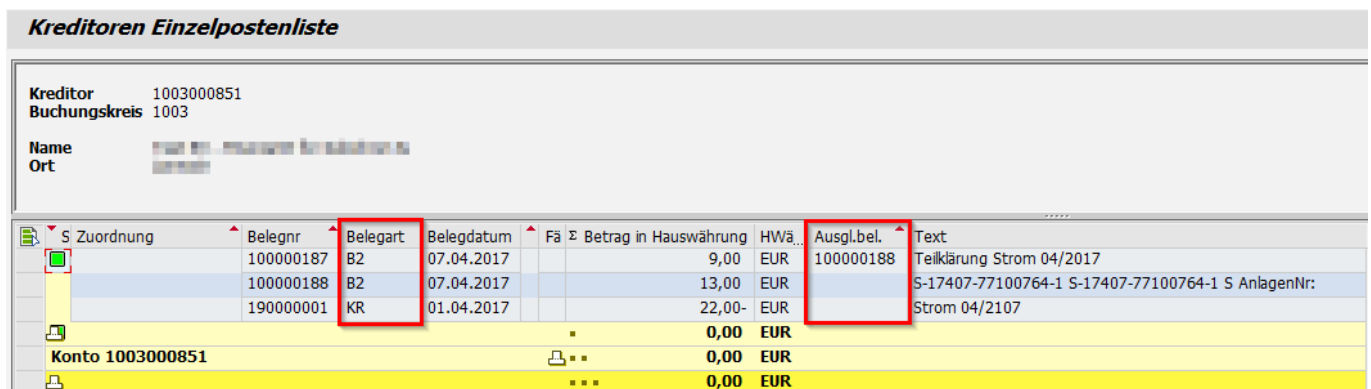 Kreditoren Einzelpostenliste
Kreditor 1003000851
Buchungskreis 1003
Name
Ort
S Zuordnung Belegnr Belegart Belegdatum Fä Σ Betrag in Hauswährung HWä... Ausgl.bel. Text
100000187 B2 07.04.2017 9,00 EUR 100000188 Teilklärung Strom 04/2017
100000188 B2 07.04.2017 13,00 EUR S-17407-77100764-1 S-17407-77100764-1 S AnlagenNr:
190000001 KR 01.04.2017 22,00- EUR Strom 04/2107
0,00 EUR
Konto 1003000851 0,00 EUR
0,00 EUR